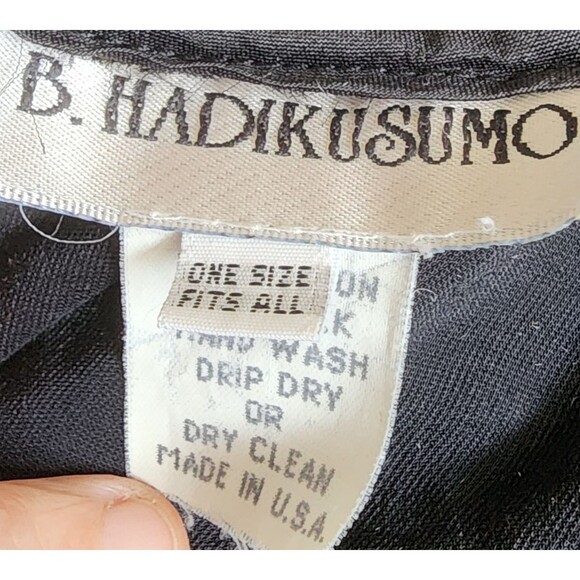 B. HADIKUSUMO
ONE SIZE
FITS ALL
HAND WASH
DRIP DRY
OR
DRY CLEAN
MADE IN U.S.A.